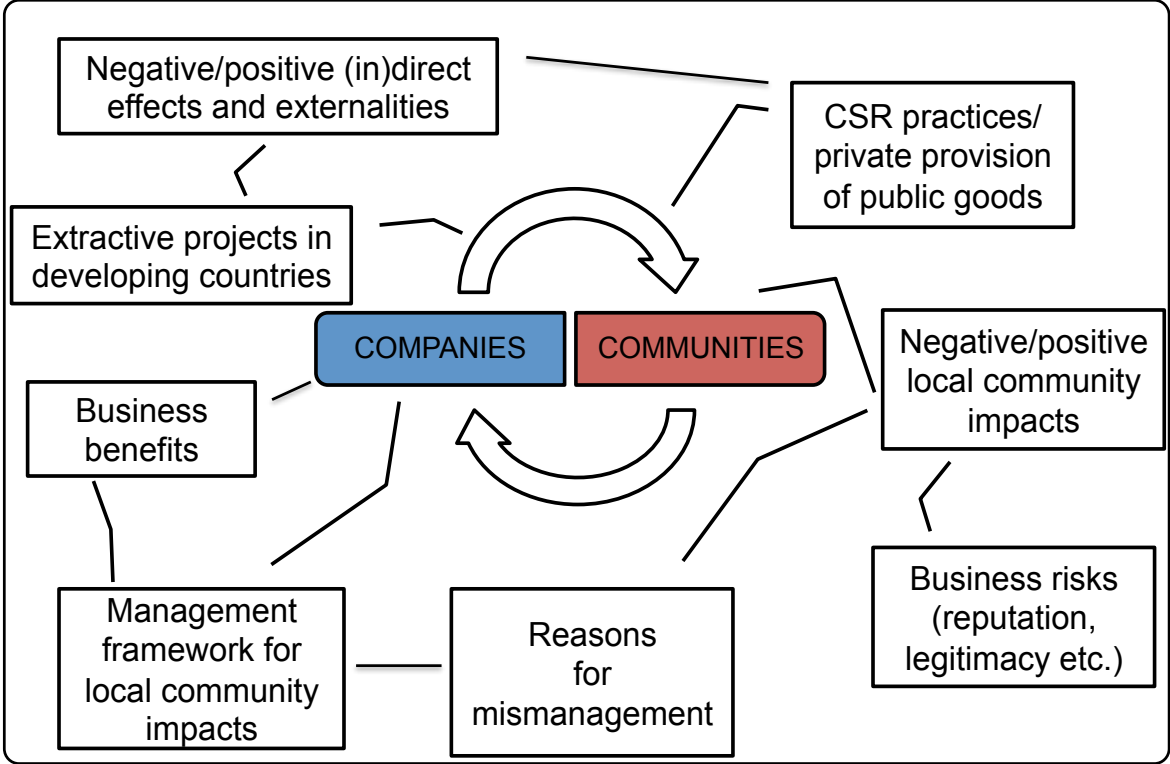 Negative/positive (in)direct
effects and externalities
CSR practices/
private provision
of public goods
Extractive projects in
developing countries
COMPANIES
COMMUNITIES
Negative/positive
local community
impacts
Business
benefits
Business risks
(reputation,
legitimacy etc.)
Management
framework for
local community
impacts
Reasons
for
mismanagement